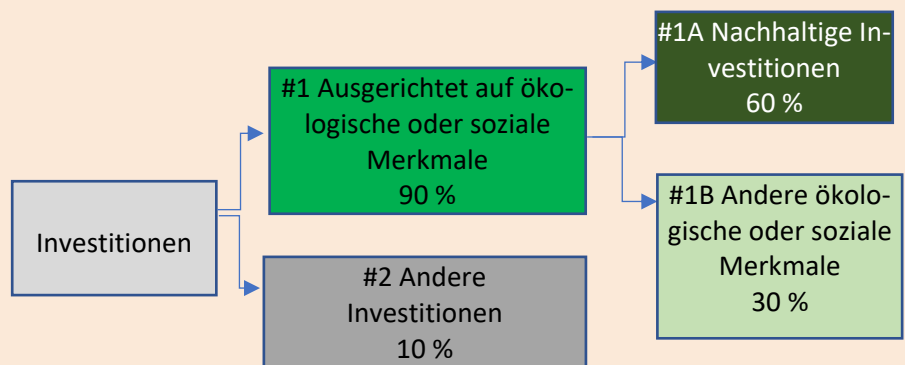 Investitionen
#1 Ausgerichtet auf öko-
logische oder soziale
Merkmale
90 %
#2 Andere
Investitionen
10 %
#1A Nachhaltige In-
vestitionen
60 %
#1B Andere ökolo-
gische oder soziale
Merkmale
30 %